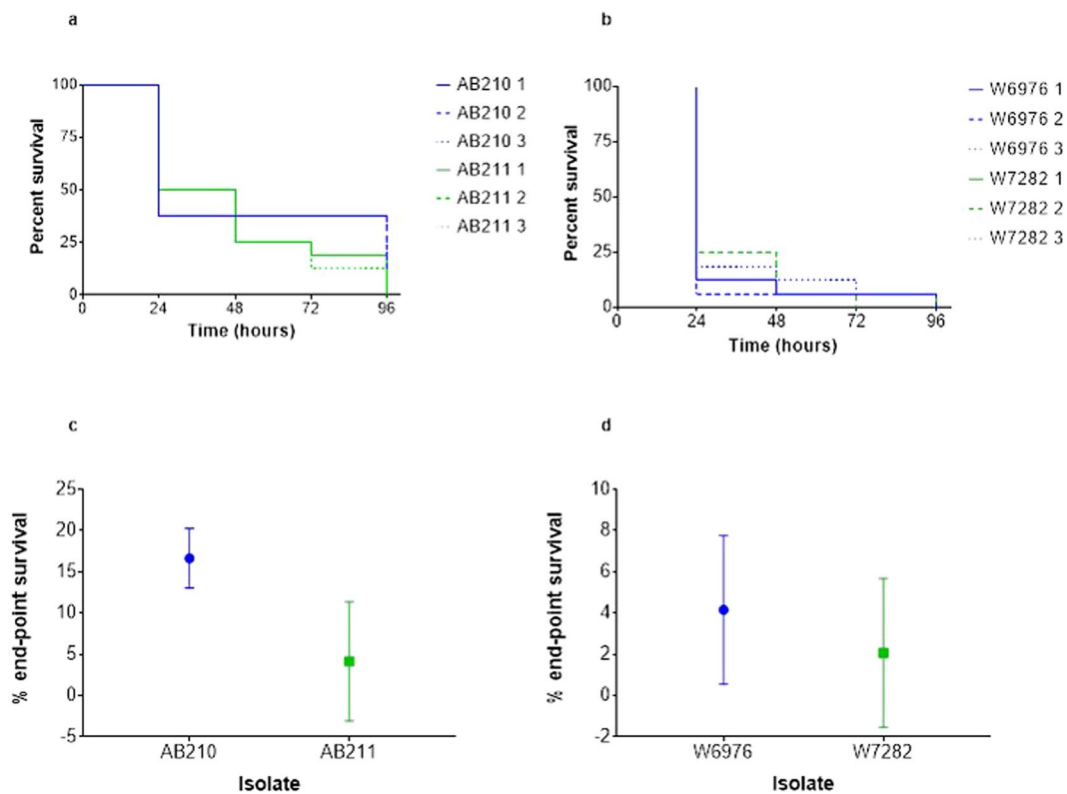 a
Percent survival
100
75
50
25
0
0 24 48 72 96
Time (hours)
AB210 1
AB210 2
AB210 3
AB211 1
AB211 2
AB211 3
b
Percent survival
100
75
50
25
0
0 24 48 72 96
Time (hours)
W6976 1
W6976 2
W6976 3
W7282 1
W7282 2
W7282 3
c
% end-point survival
25
20
15
10
5
0
-5
AB210 AB211
Isolate
d
% end-point survival
10
8
6
4
2
0
-2
W6976 W7282
Isolate